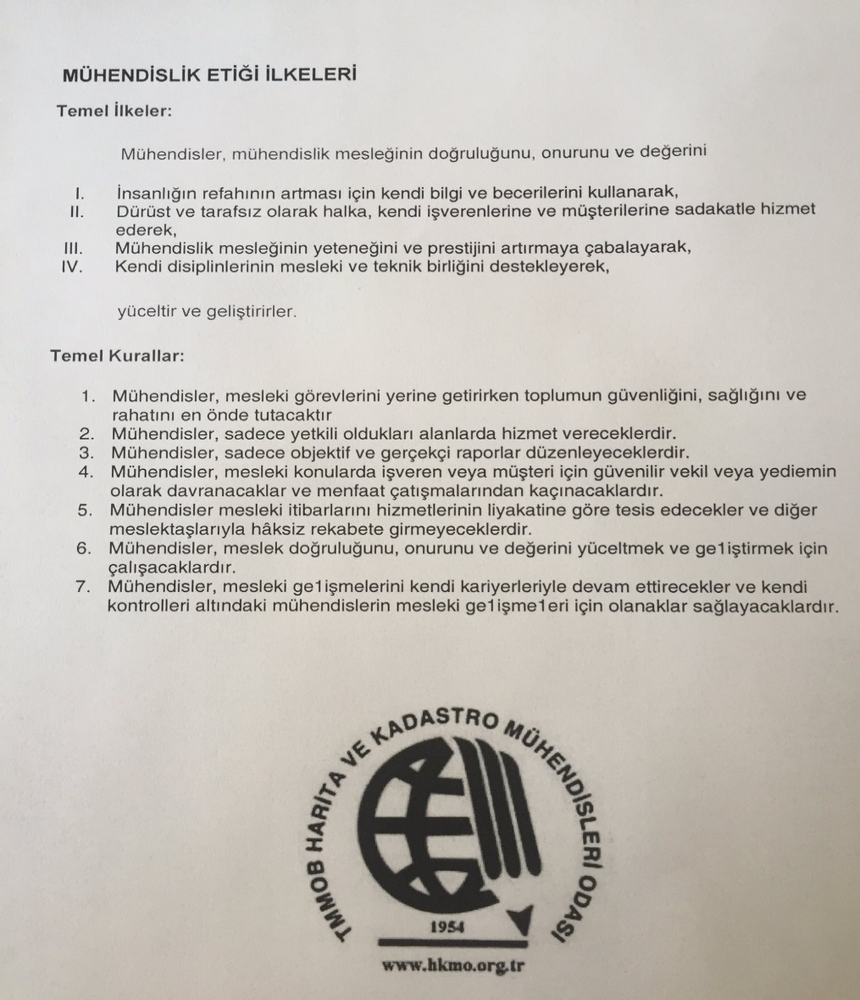 MÜHENDİSLİK ETİĞİ İLKELERİ
Temel İlkeler:
Mühendisler, mühendislik mesleğinin doğruluğunu, onurunu ve değerini
I. İnsanlığın refahının artması için kendi bilgi ve becerilerini kullanarak,
II. Dürüst ve tarafsız olarak halka, kendi işverenlerine ve müşterilerine sadakatle hizmet
ederek,
III. Mühendislik mesleğinin yeteneğini ve prestijini artırmaya çabalayarak,
IV. Kendi disiplinlerinin mesleki ve teknik birliğini destekleyerek,
yüceltir ve geliştirirler.
Temel Kurallar:
1. Mühendisler, mesleki görevlerini yerine getirirken toplumun güvenliğini, sağlığını ve
rahatını en önde tutacaktır
2. Mühendisler, sadece yetkili oldukları alanlarda hizmet vereceklerdir.
3. Mühendisler, sadece objektif ve gerçekçi raporlar düzenleyeceklerdir.
4. Mühendisler, mesleki konularda işveren veya müşteri için güvenilir vekil veya yediemin
olarak davranacaklar ve menfaat çatışmalarından kaçınacaklardır.
5. Mühendisler mesleki itibarlarını hizmetlerinin liyakatine göre tesis edecekler ve diğer
meslektaşlarıyla hâksiz rekabete girmeyeceklerdir.
6. Mühendisler, meslek doğruluğunu, onurunu ve değerini yüceltmek ve ge1iştirmek için
çalışacaklardır.
7. Mühendisler, mesleki ge1işmelerini kendi kariyerleriyle devam ettirecekler ve kendi
kontrolleri altındaki mühendislerin mesleki ge1işme1eri için olanaklar sağlayacaklardır.
TMMOB HARİTA VE KADASTRO MÜHENDİSLERİ ODASI
1954
www.hkmo.org.tr